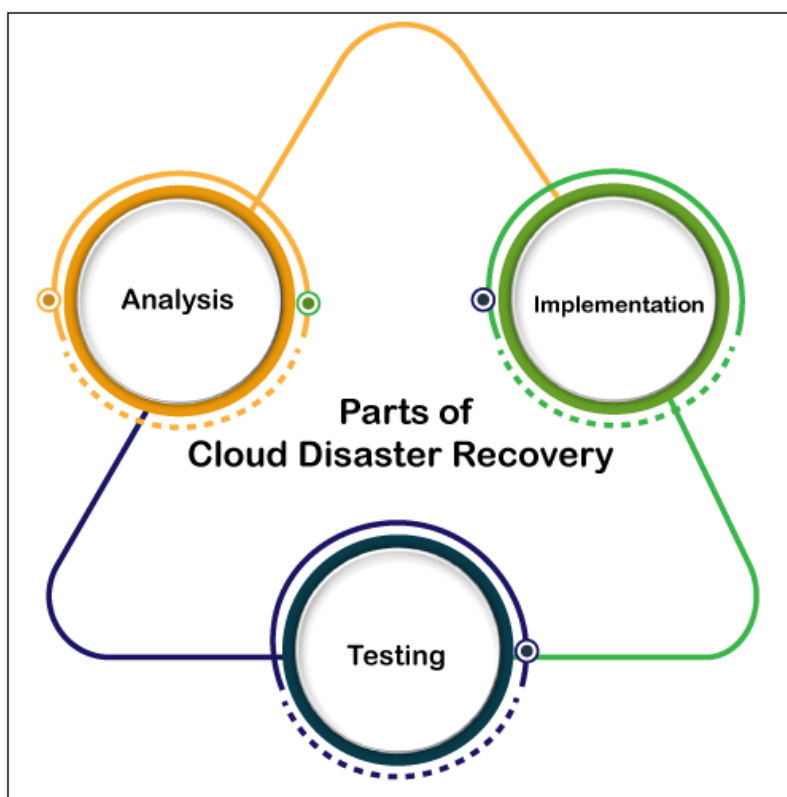 Analysis
Implementation
Parts of
Cloud Disaster Recovery
Testing